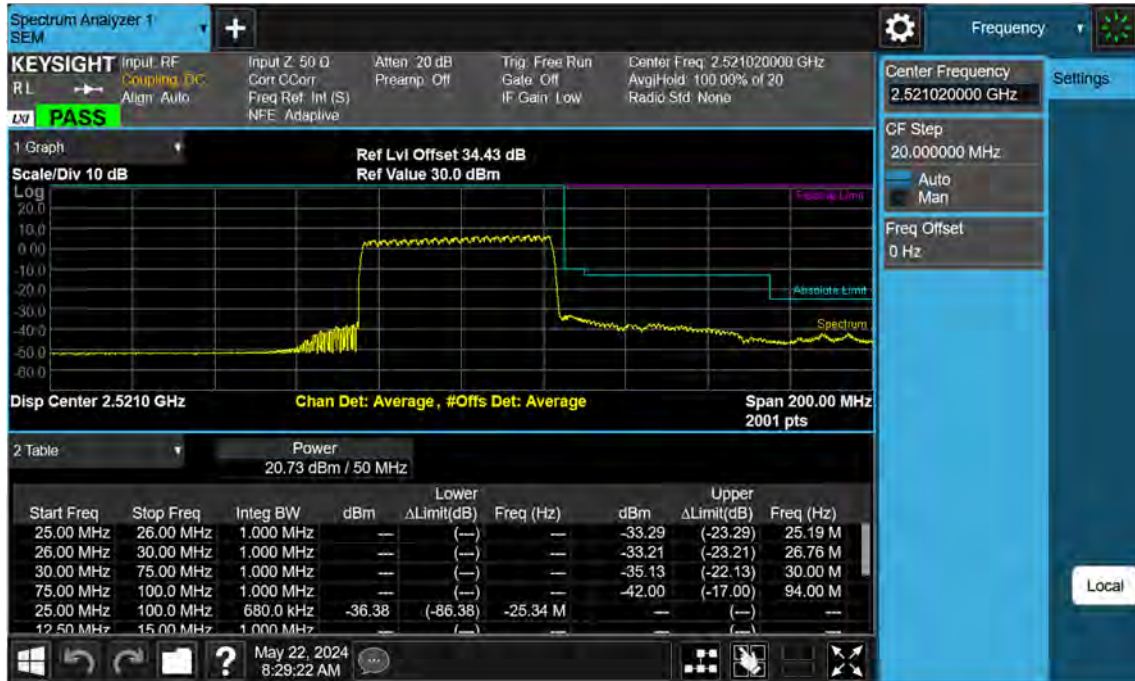 Spectrum Analyzer 1
SEM
Frequency
KEYSIGHT
Input: RF
Coupling: DC
Align: Auto
Input Z: 50 Ω
Corr CCorr
Freq Ref: Int (S)
NFE: Adaptive
Atten: 20 dB
Preamp: Off
Trig: Free Run
Gate: Off
IF Gain: Low
Center Freq: 2.521020000 GHz
Avg|Hold: 100.00% of 20
Radio Std: None
R L
LXI
PASS
Center Frequency
2.521020000 GHz
Settings
CF Step
20.000000 MHz
Auto
Man
Freq Offset
0 Hz
1 Graph
Scale/Div 10 dB
Ref Lvl Offset 34.43 dB
Ref Value 30.0 dBm
Log
20.0
10.0
0.00
-10.0
-20.0
-30.0
-40.0
-50.0
-60.0
Absolute Limit
Spectrum
Disp Center 2.5210 GHz
Chan Det: Average, #Offs Det: Average
Span 200.00 MHz
2001 pts
2 Table
Power
20.73 dBm / 50 MHz
Lower Upper
Start Freq Stop Freq Integ BW dBm ΔLimit(dB) Freq (Hz) dBm ΔLimit(dB) Freq (Hz)
25.00 MHz 26.00 MHz 1.000 MHz --- (---) --- -33.29 (-23.29) 25.19 M
26.00 MHz 30.00 MHz 1.000 MHz --- (---) --- -33.21 (-23.21) 26.76 M
30.00 MHz 75.00 MHz 1.000 MHz --- (---) --- -35.13 (-22.13) 30.00 M
75.00 MHz 100.0 MHz 1.000 MHz --- (---) --- -42.00 (-17.00) 94.00 M
25.00 MHz 100.0 MHz 680.0 kHz -36.38 (-86.38) -25.34 M --- (---) ---
12.50 MHz 15.00 MHz 1.000 MHz --- (---) --- --- (---) ---
Local
?
May 22, 2024
8:29:22 AM